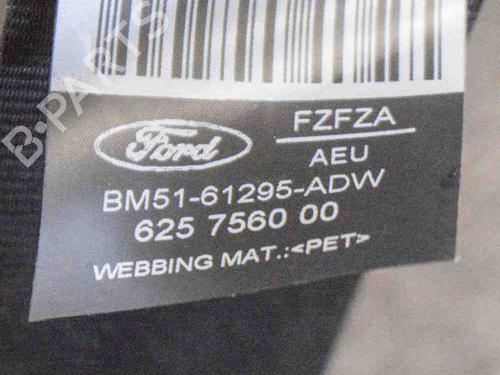 B-PARTS
Ford
FZFZA
AEU
BM51-61295-ADW
625 7560 00
WEBBING MAT.:<PET>